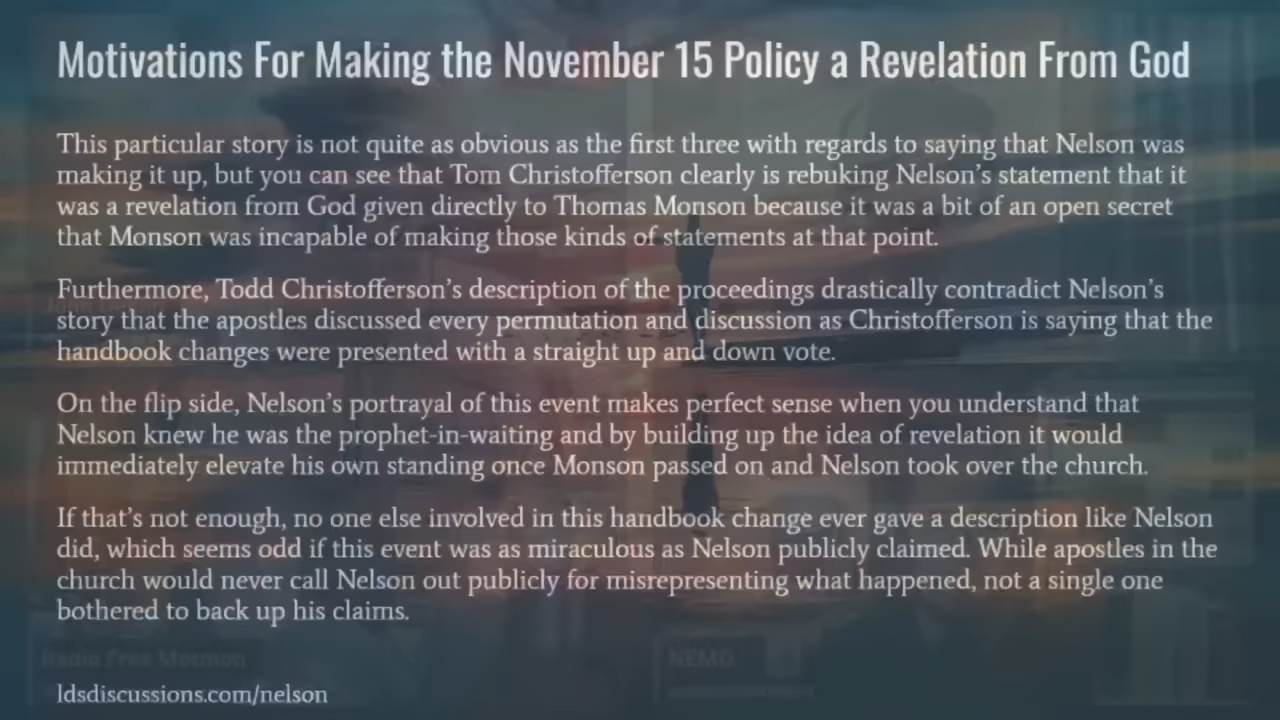 Motivations For Making the November 15 Policy a Revelation From God
This particular story is not quite as obvious as the first three with regards to saying that Nelson was
making it up, but you can see that Tom Christofferson clearly is rebuking Nelson's statement that it
was a revelation from God given directly to Thomas Monson because it was a bit of an open secret
that Monson was incapable of making those kinds of statements at that point.
Furthermore, Todd Christofferson's description of the proceedings drastically contradict Nelson's
story that the apostles discussed every permutation and discussion as Christofferson is saying that the
handbook changes were presented with a straight up and down vote.
On the flip side, Nelson's portrayal of this event makes perfect sense when you understand that
Nelson knew he was the prophet-in-waiting and by building up the idea of revelation it would
immediately elevate his own standing once Monson passed on and Nelson took over the church.
If that's not enough, no one else involved in this handbook change ever gave a description like Nelson
did, which seems odd if this event was as miraculous as Nelson publicly claimed. While apostles in the
church would never call Nelson out publicly for misrepresenting what happened, not a single one
bothered to back up his claims.
Radio Free Mormon
NEMO
ldsdiscussions.com/nelson